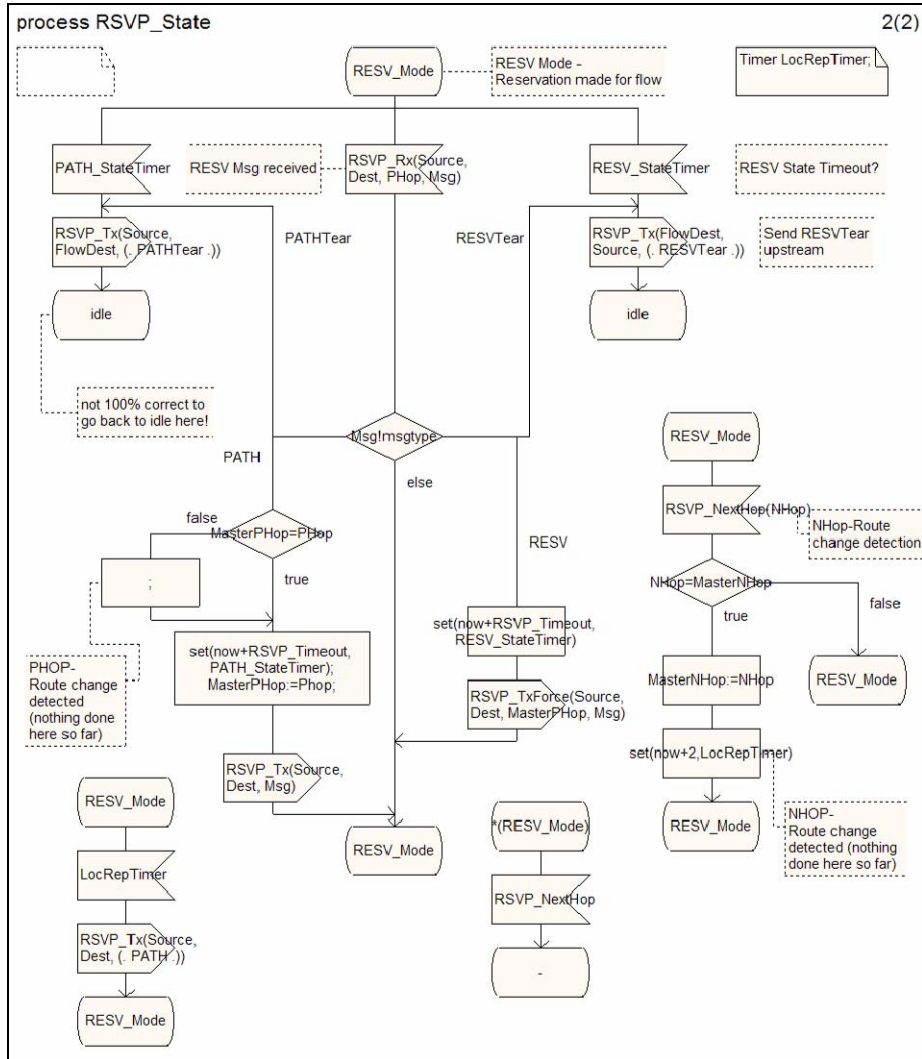 process RSVP_State
2(2)
RESV_Mode
RESV Mode -
Reservation made for flow
Timer LocRepTimer;
PATH_StateTimer
RESV Msg received
RSVP_Rx(Source,
Dest, PHop, Msg)
RESV_StateTimer
RESV State Timeout?
RSVP_Tx(Source,
FlowDest, (. PATHTear .))
PATHTear
RESVTear
RSVP_Tx(FlowDest,
Source, (. RESVTear .))
Send RESVTear
upstream
idle
idle
not 100% correct to
go back to idle here!
Msg!msgtype
PATH
else
RESV_Mode
RSVP_NextHop(NHop)
NHop-Route
change detection
false
MasterPHop=PHop
true
RESV
;
NHop=MasterNHop
false
true
set(now+RSVP_Timeout,
RESV_StateTimer)
set(now+RSVP_Timeout,
PATH_StateTimer);
MasterPHop:=Phop;
PHOP-
Route change
detected
(nothing done
here so far)
MasterNHop:=NHop
RESV_Mode
RSVP_TxForce(Source,
Dest, MasterPHop, Msg)
set(now+2,LocRepTimer)
RSVP_Tx(Source,
Dest, Msg)
RESV_Mode
RESV_Mode
*(RESV_Mode)
RESV_Mode
NHOP-
Route change
detected (nothing
done here so far)
LocRepTimer
RSVP_NextHop
RSVP_Tx(Source,
Dest, (. PATH .))
-
RESV_Mode